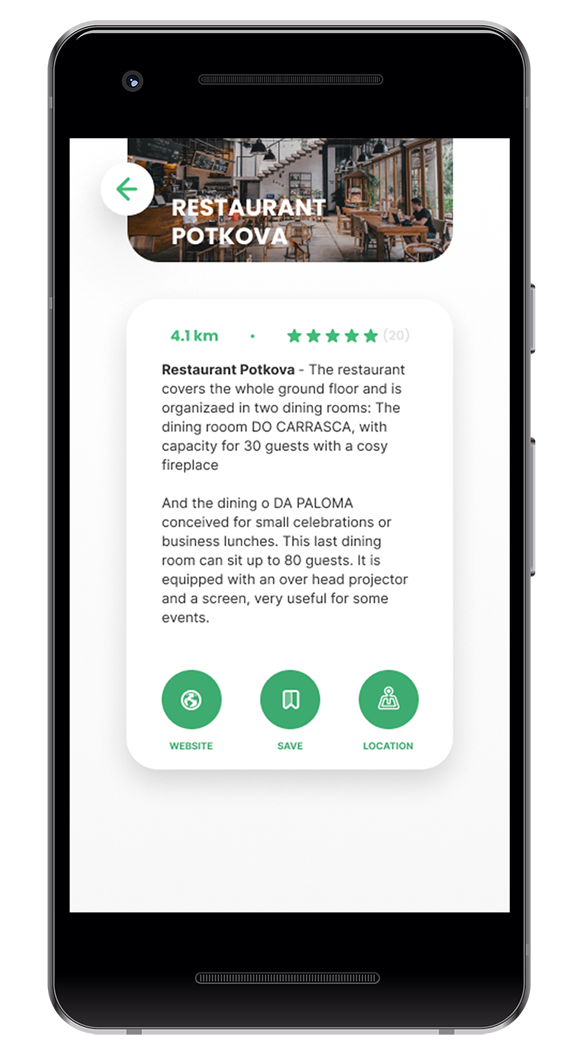 RESTAURANT
POTKOVA
4.1 km • ★★★★★ (20)
Restaurant Potkova - The restaurant
covers the whole ground floor and is
organizaed in two dining rooms: The
dining rooom DO CARRASCA, with
capacity for 30 guests with a cosy
fireplace
And the dining o DA PALOMA
conceived for small celebrations or
business lunches. This last dining
room can sit up to 80 guests. It is
equipped with an over head projector
and a screen, very useful for some
events.
WEBSITE SAVE LOCATION